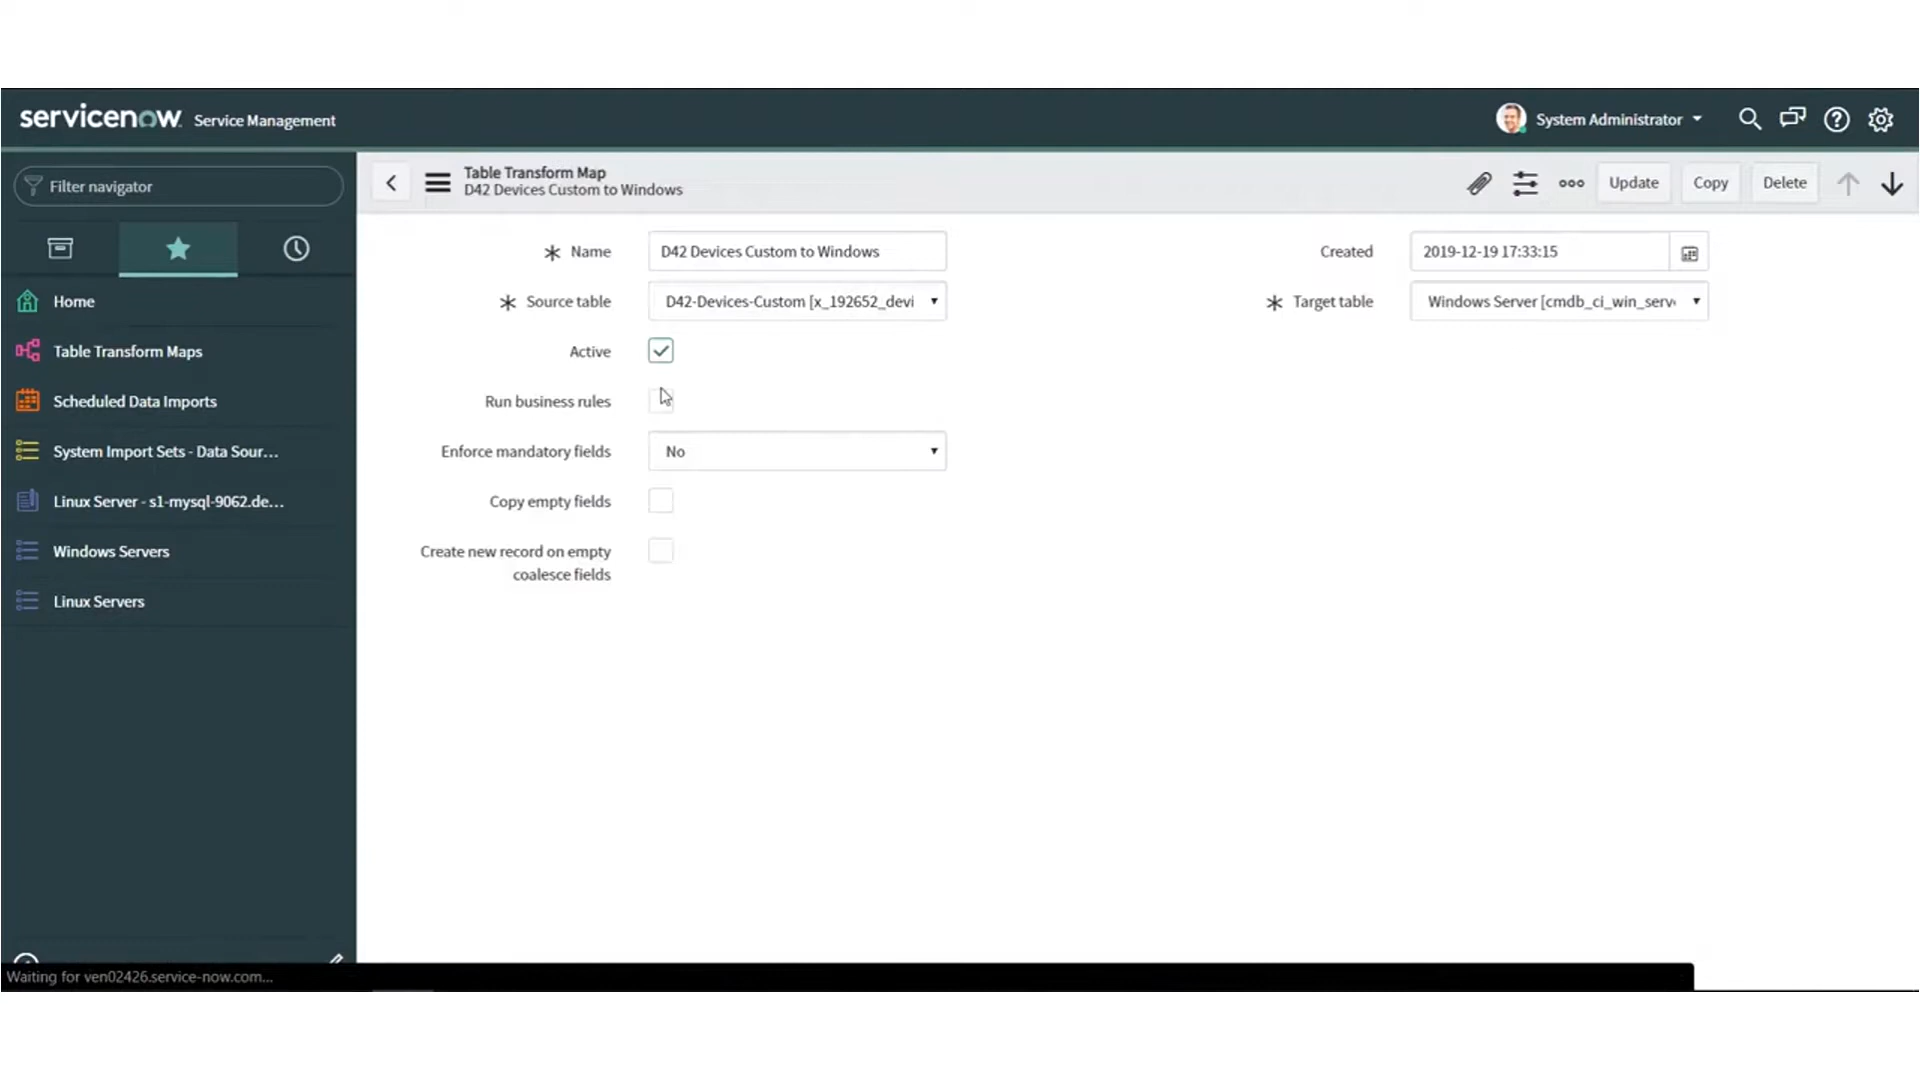 servicenow. Service Management
System Administrator
Filter navigator
Table Transform Map
D42 Devices Custom to Windows
Update
Copy
Delete
Name
D42 Devices Custom to Windows
Created
2019-12-19 17:33:15
Home
Source table
D42-Devices-Custom [x_192652_devi
Target table
Windows Server [cmdb_ci_win_serv
Table Transform Maps
Active
Scheduled Data Imports
Run business rules
System Import Sets - Data Sour...
Enforce mandatory fields
No
Linux Server - s1-mysql-9062.de...
Copy empty fields
Windows Servers
Create new record on empty
coalesce fields
Linux Servers
Waiting for ven02426.service-now.com...